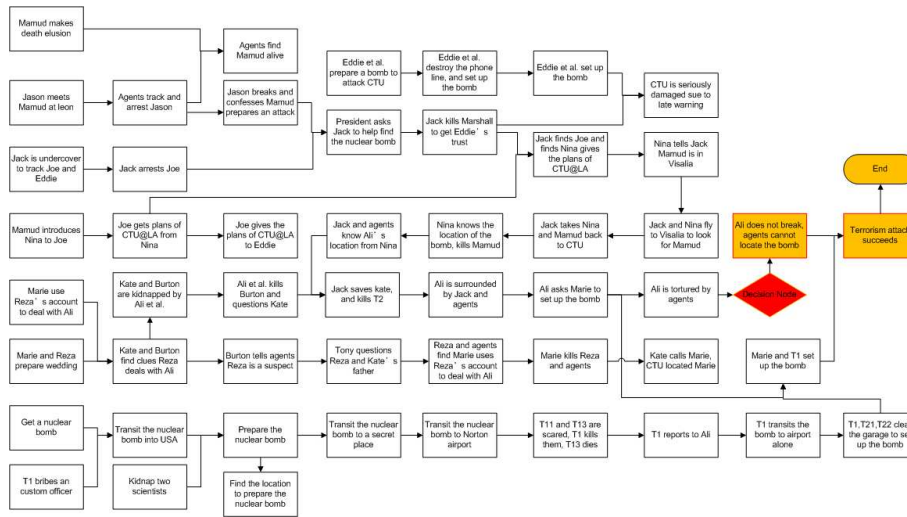 Mamud makes
death elusion
Agents find
Mamud alive
Eddie et al.
prepare a bomb to
attack CTU
Eddie et al.
destroy the phone
line, and set up
the bomb
Eddie et al. set up
the bomb
CTU is seriously
damaged sue to
late warning
Jason meets
Mamud at leon
Agents track and
arrest Jason
Jason breaks and
confesses Mamud
prepares an attack
President asks
Jack to help find
the nuclear bomb
Jack kills Marshall
to get Eddie's
trust
Jack finds Joe and
finds Nina gives
the plans of
CTU@LA
Nina tells Jack
Mamud is in
Visalia
Jack is undercover
to track Joe and
Eddie
Jack arrests Joe
End
Mamud introduces
Nina to Joe
Joe gets plans of
CTU@LA from
Nina
Joe gives the
plans of CTU@LA
to Eddie
Jack and agents
know Ali's
location from Nina
Nina knows the
location of the
bomb, kills Mamud
Jack takes Nina
and Mamud back
to CTU
Jack and Nina fly
to Visalia to look
for Mamud
Ali does not break,
agents cannot
locate the bomb
Terrorism attack
succeeds
Marie use
Reza's account
to deal with Ali
Kate and Burton
are kidnapped by
Ali et al.
Ali et al. kills
Burton and
questions Kate
Jack saves kate,
and kills T2
Ali is surrounded
by Jack and
agents
Ali asks Marie to
set up the bomb
Ali is tortured by
agents
Decision Node
Marie and Reza
prepare wedding
Kate and Burton
find clues Reza
deals with Ali
Burton tells agents
Reza is a suspect
Tony questions
Reza and Kate's
father
Reza and agents
find Marie uses
Reza's account to
deal with Ali
Marie kills Reza
and agents
Kate calls Marie,
CTU located Marie
Marie and T1 set
up the bomb
Get a nuclear
bomb
Transit the nuclear
bomb into USA
Prepare the
nuclear bomb
Transit the nuclear
bomb to a secret
place
Transit the nuclear
bomb to Norton
airport
T11 and T13 are
scared, T1 kills
them, T13 dies
T1 reports to Ali
T1 transits the
bomb to airport
alone
T1,T21,T22 clea
the garage to se
up the bomb
T1 bribes an
custom officer
Kidnap two
scientists
Find the location
to prepare the
nuclear bomb